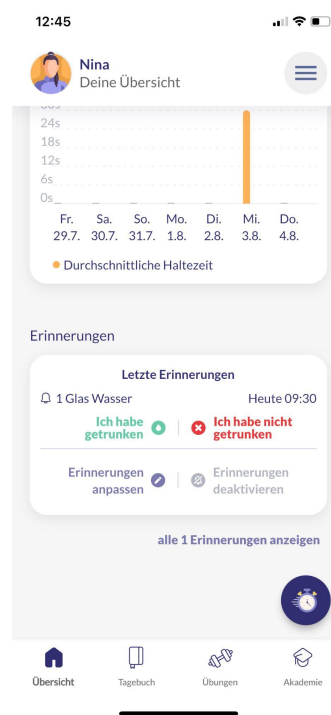 12:45
Nina
Deine Übersicht
24s
18s
12s
6s
0s
Fr. Sa. So. Mo. Di. Mi. Do.
29.7. 30.7. 31.7. 1.8. 2.8. 3.8. 4.8.
Durchschnittliche Haltezeit
Erinnerungen
Letzte Erinnerungen
1 Glas Wasser Heute 09:30
Ich habe getrunken
Ich habe nicht getrunken
Erinnerungen anpassen
Erinnerungen deaktivieren
alle 1 Erinnerungen anzeigen
Übersicht Tagebuch Übungen Akademie